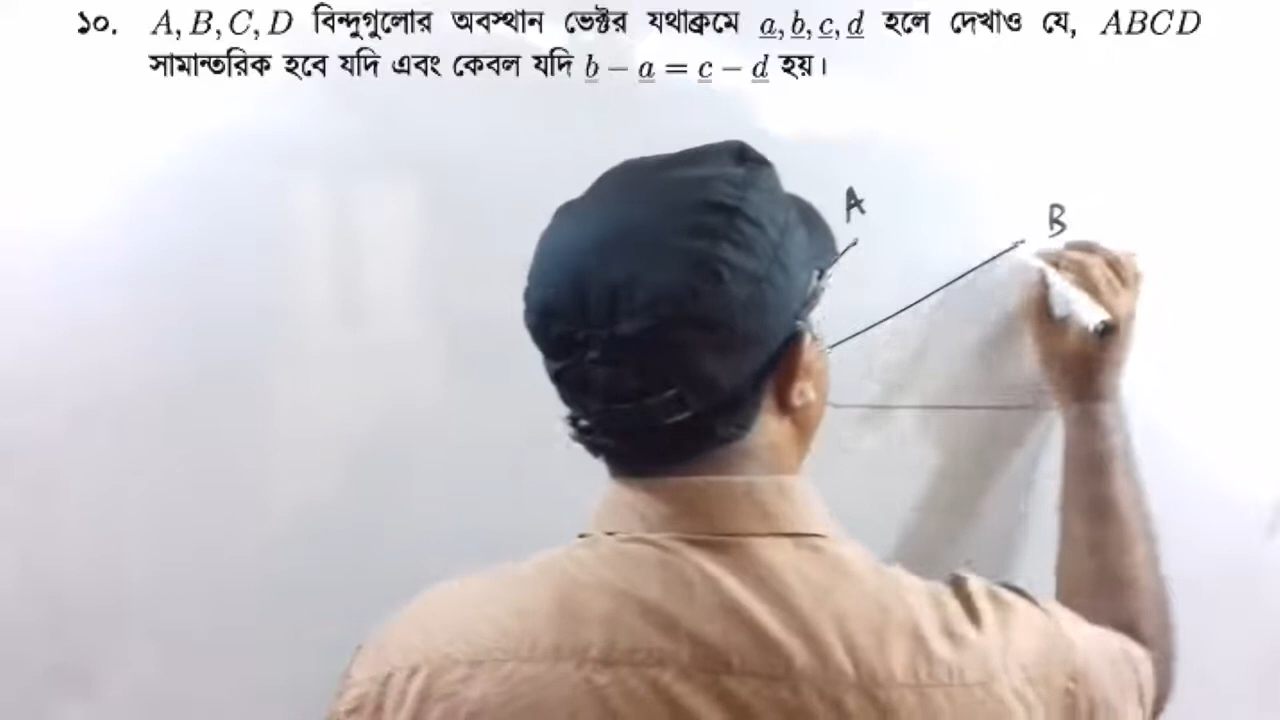 ১০. A, B, C, D বিন্দুগুলোর অবস্থান ভেক্টর যথাক্রমে a, b, c, d হলে দেখাও যে, ABCD
সামান্তরিক হবে যদি এবং কেবল যদি b − a = c − d হয়।
A
B